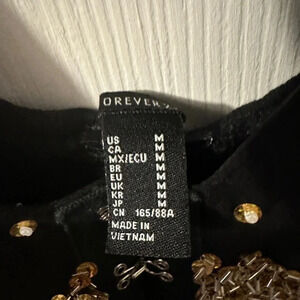 OREVER
US M
CA M
MX/ECU M
BR M
EU M
UK M
KR M
JP M
CN 165/88A
MADE IN
VIETNAM